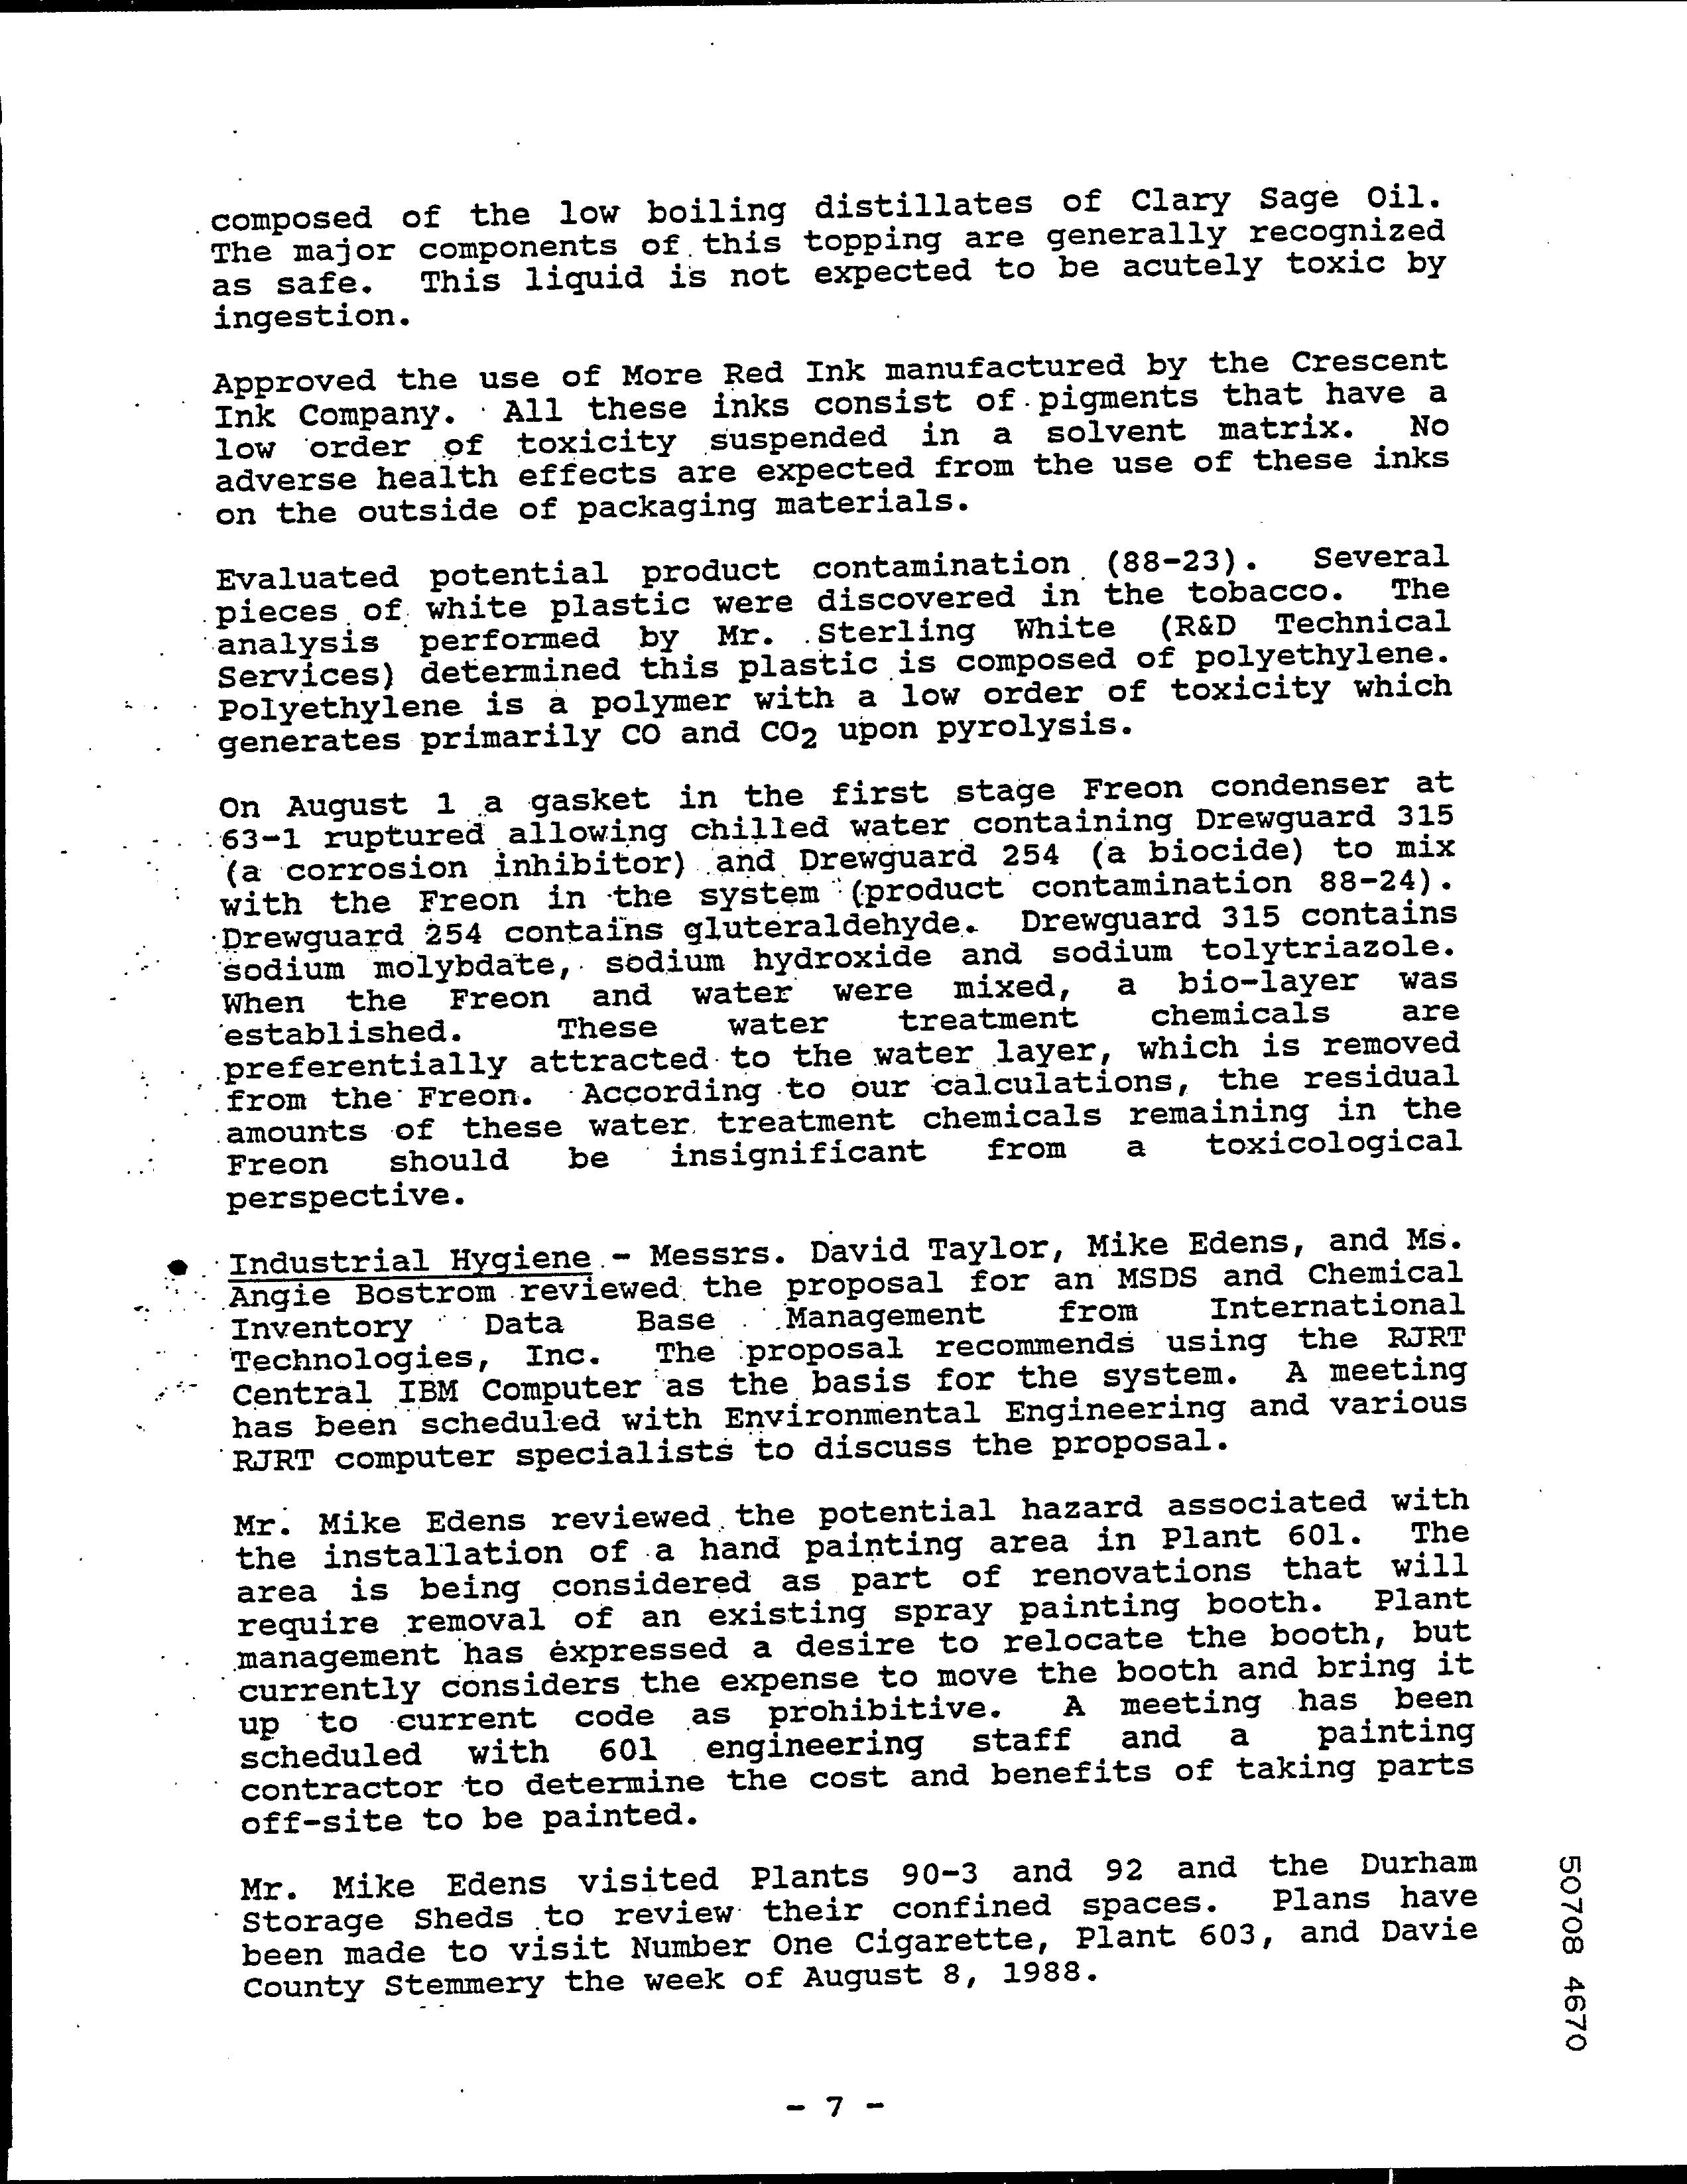 composed of the low boiling distillates of Clary Sage Oil.
The major components of this topping are generally recognized
as safe. This liquid is not expected to be acutely toxic by
ingestion.
Approved the use of More Red Ink manufactured by the Crescent
Ink Company. All these inks consist of pigments that have a
low order of toxicity suspended in a solvent matrix. No
adverse health effects are expected from the use of these inks
on the outside of packaging materials.
Evaluated potential product contamination (88-23). Several
pieces of white plastic were discovered in the tobacco. The
analysis performed by Mr. Sterling White (R&D Technical
Services) determined this plastic is composed of polyethylene.
Polyethylene is a polymer with a low order of toxicity which
generates primarily CO and CO2 upon pyrolysis.
On August 1 a gasket in the first stage Freon condenser at
63-1 ruptured allowing chilled water containing Drewguard 315
(a corrosion inhibitor) and Drewguard 254 (a biocide) to mix
with the Freon in the system (product contamination 88-24).
Drewguard 254 contains gluteraldehyde. Drewguard 315 contains
sodium molybdate, sodium hydroxide and sodium tolytriazole.
When the Freon and water were mixed, a bio-layer was
established. These water treatment chemicals are
preferentially attracted to the water layer, which is removed
from the Freon. According to our calculations, the residual
amounts of these water treatment chemicals remaining in the
Freon should be insignificant from a toxicological
perspective.
● Industrial Hygiene - Messrs. David Taylor, Mike Edens, and Ms.
Angie Bostrom reviewed the proposal for an MSDS and Chemical
Inventory Data Base Management from International
Technologies, Inc. The proposal recommends using the RJRT
Central IBM Computer as the basis for the system. A meeting
has been scheduled with Environmental Engineering and various
RJRT computer specialists to discuss the proposal.
Mr. Mike Edens reviewed the potential hazard associated with
the installation of a hand painting area in Plant 601. The
area is being considered as part of renovations that will
require removal of an existing spray painting booth. Plant
management has expressed a desire to relocate the booth, but
currently considers the expense to move the booth and bring it
up to current code as prohibitive. A meeting has been
scheduled with 601 engineering staff and a painting
contractor to determine the cost and benefits of taking parts
off-site to be painted.
Mr. Mike Edens visited Plants 90-3 and 92 and the Durham
Storage Sheds to review their confined spaces. Plans have
been made to visit Number One Cigarette, Plant 603, and Davie
County Stemmery the week of August 8, 1988.
50708 4670
- 7 -